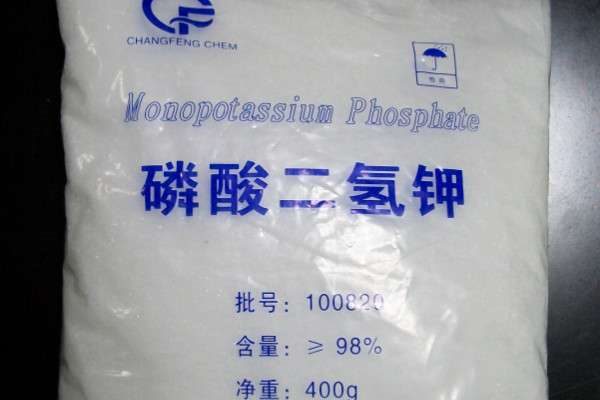 CHANGFENG CHEM
Monopotassium Phosphate
磷酸二氢钾
批号：100820
含量：≥ 98%
净重：400g